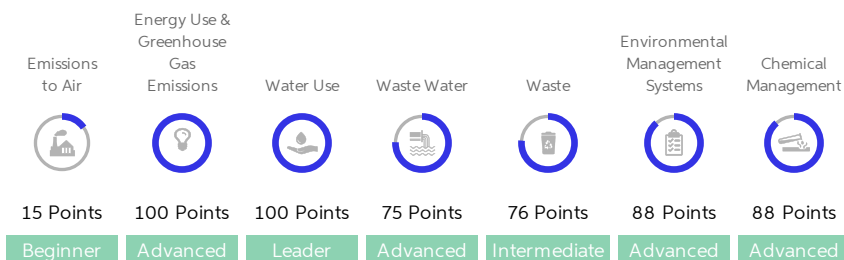 Emissions
to Air
Energy Use &
Greenhouse
Gas
Emissions
Water Use
Waste Water
Waste
Environmental
Management
Systems
Chemical
Management
15 Points
100 Points
100 Points
75 Points
76 Points
88 Points
88 Points
Beginner
Advanced
Leader
Advanced
Intermediate
Advanced
Advanced